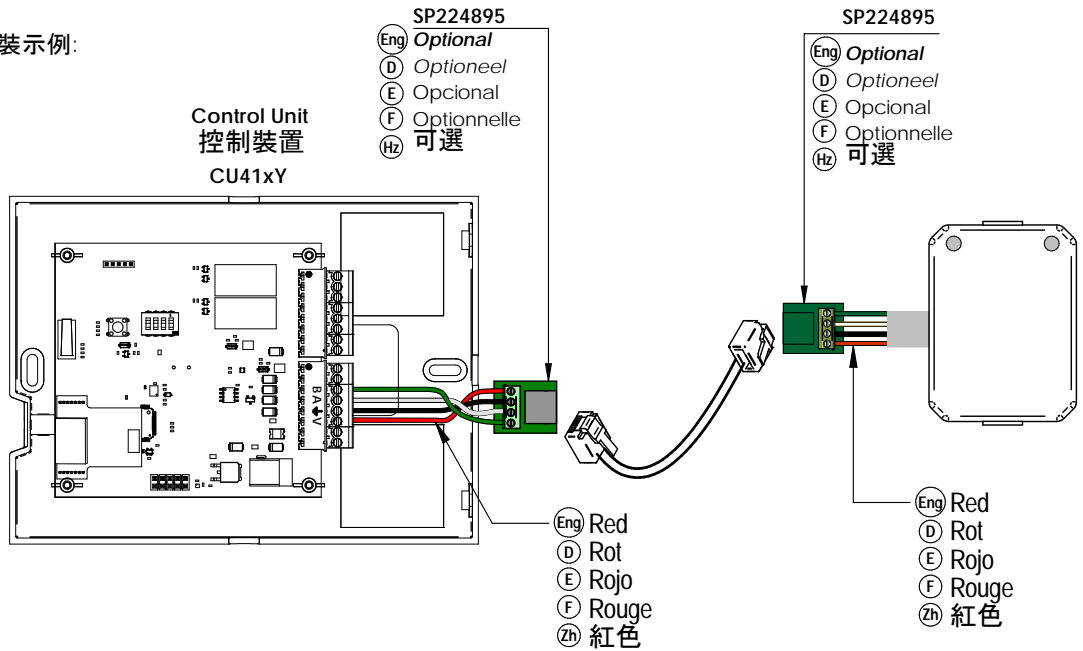 裝示例:
SP224895
Eng Optional
D Optioneel
E Opcional
F Optionnelle
Hz 可選
SP224895
Eng Optional
D Optioneel
E Opcional
F Optionnelle
Hz 可選
Control Unit
控制裝置
CU41xY
B A V
Eng Red
D Rot
E Rojo
F Rouge
Zh 紅色
Eng Red
D Rot
E Rojo
F Rouge
Zh 紅色